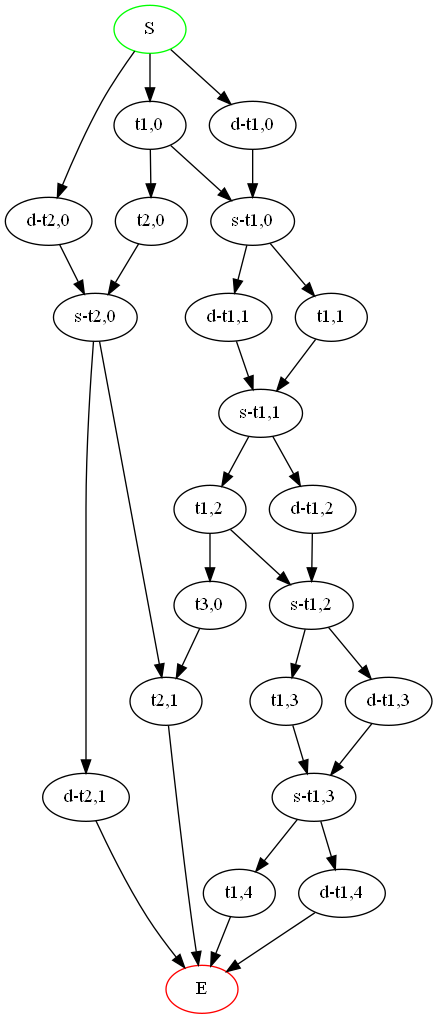 S
t1,0
d-t1,0
d-t2,0
t2,0
s-t1,0
s-t2,0
d-t1,1
t1,1
s-t1,1
t1,2
d-t1,2
t3,0
s-t1,2
t2,1
t1,3
d-t1,3
d-t2,1
s-t1,3
t1,4
d-t1,4
E